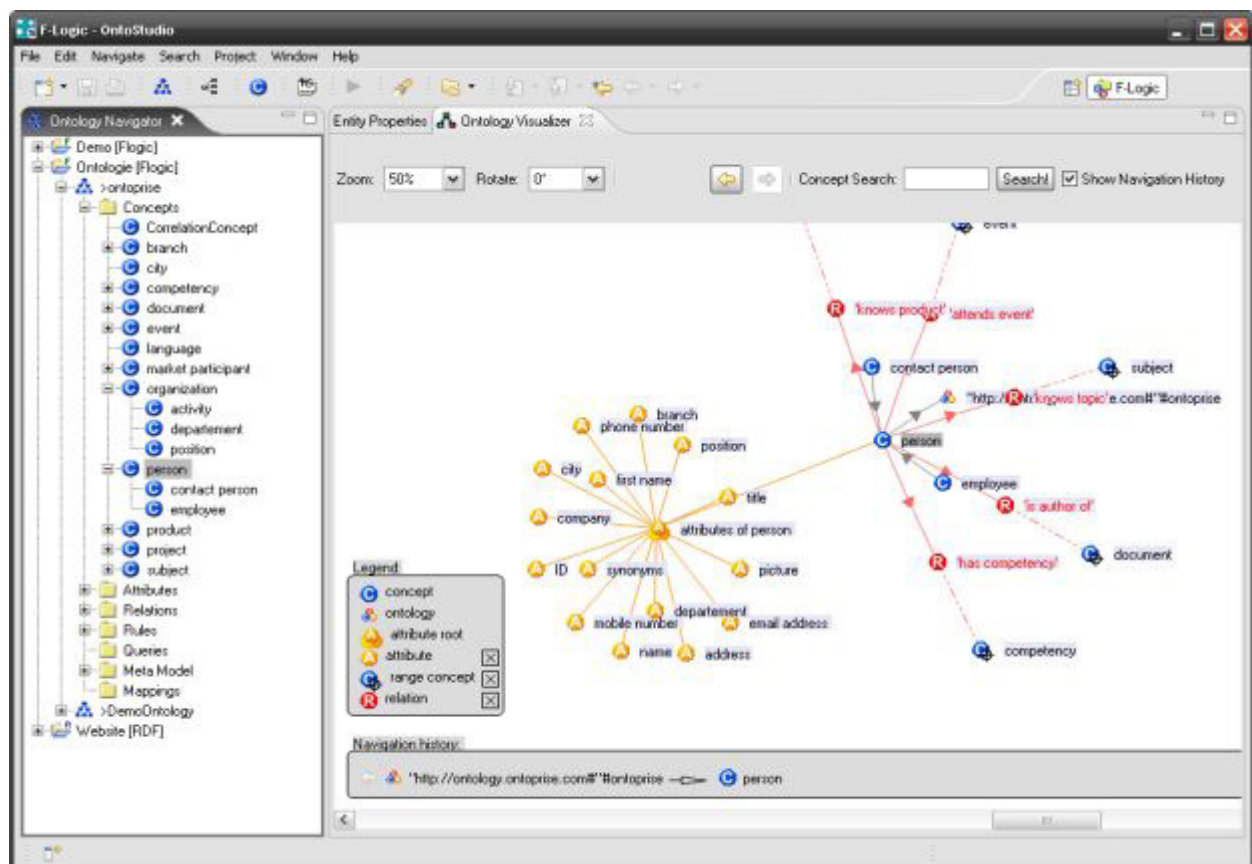 F-Logic - OntoStudio
File Edit Navigate Search Project Window Help
F-Logic
Ontology Navigator
Demo [Flogic]
Ontologie [Flogic]
>ontoprise
Concepts
CorrelationConcept
branch
city
competency
document
event
language
market participant
organization
activity
departement
position
person
contact person
employee
product
project
subject
Attributes
Relations
Rules
Queries
Meta Model
Mappings
>DemoOntology
Website [RDF]
Entity Properties Ontology Visualizer
Zoom: 50% Rotate: 0° Concept Search: Search! Show Navigation History
event
'knows product' 'attends event'
contact person
subject
"http:// 'knows topic' e.com#"#ontoprise
person
employee
'is author of'
document
'has competency'
competency
branch
phone number
position
city
first name
title
company
attributes of person
ID
synonyms
picture
departement
mobile number
email address
name
address
Legend:
C concept
ontology
attribute root
A attribute
C range concept
R relation
Navigation history:
"http://ontology.ontoprise.com#"#ontoprise C person